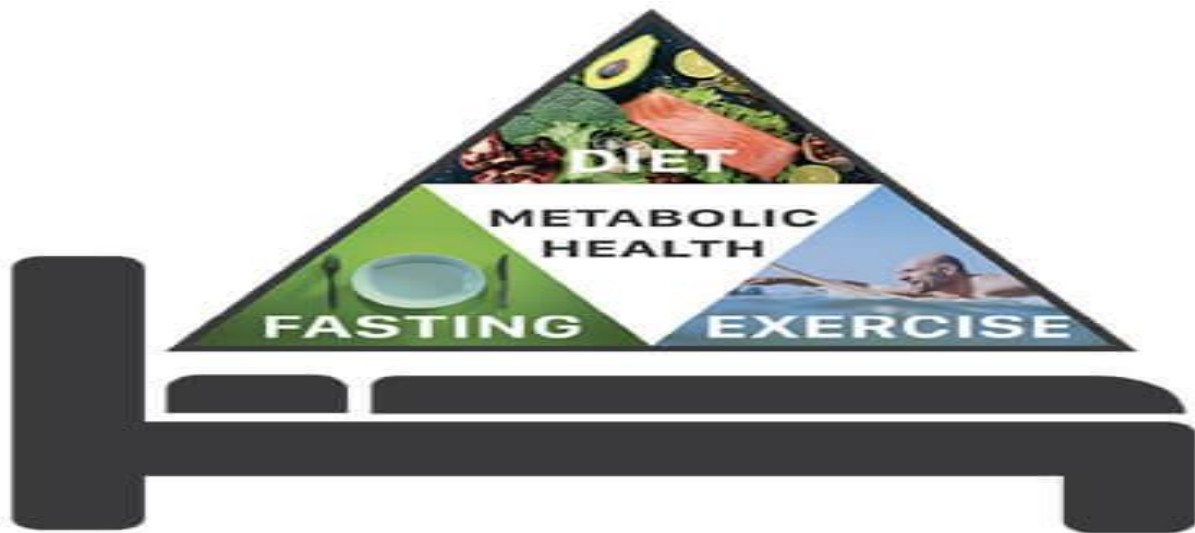 DIET
METABOLIC
HEALTH
FASTING
EXERCISE